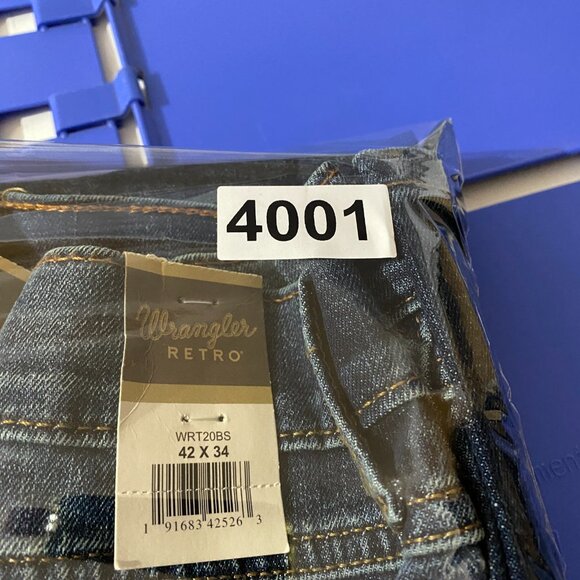 4001
Wrangler
RETRO®
WRT20BS
42 X 34
1 91683 42526 3